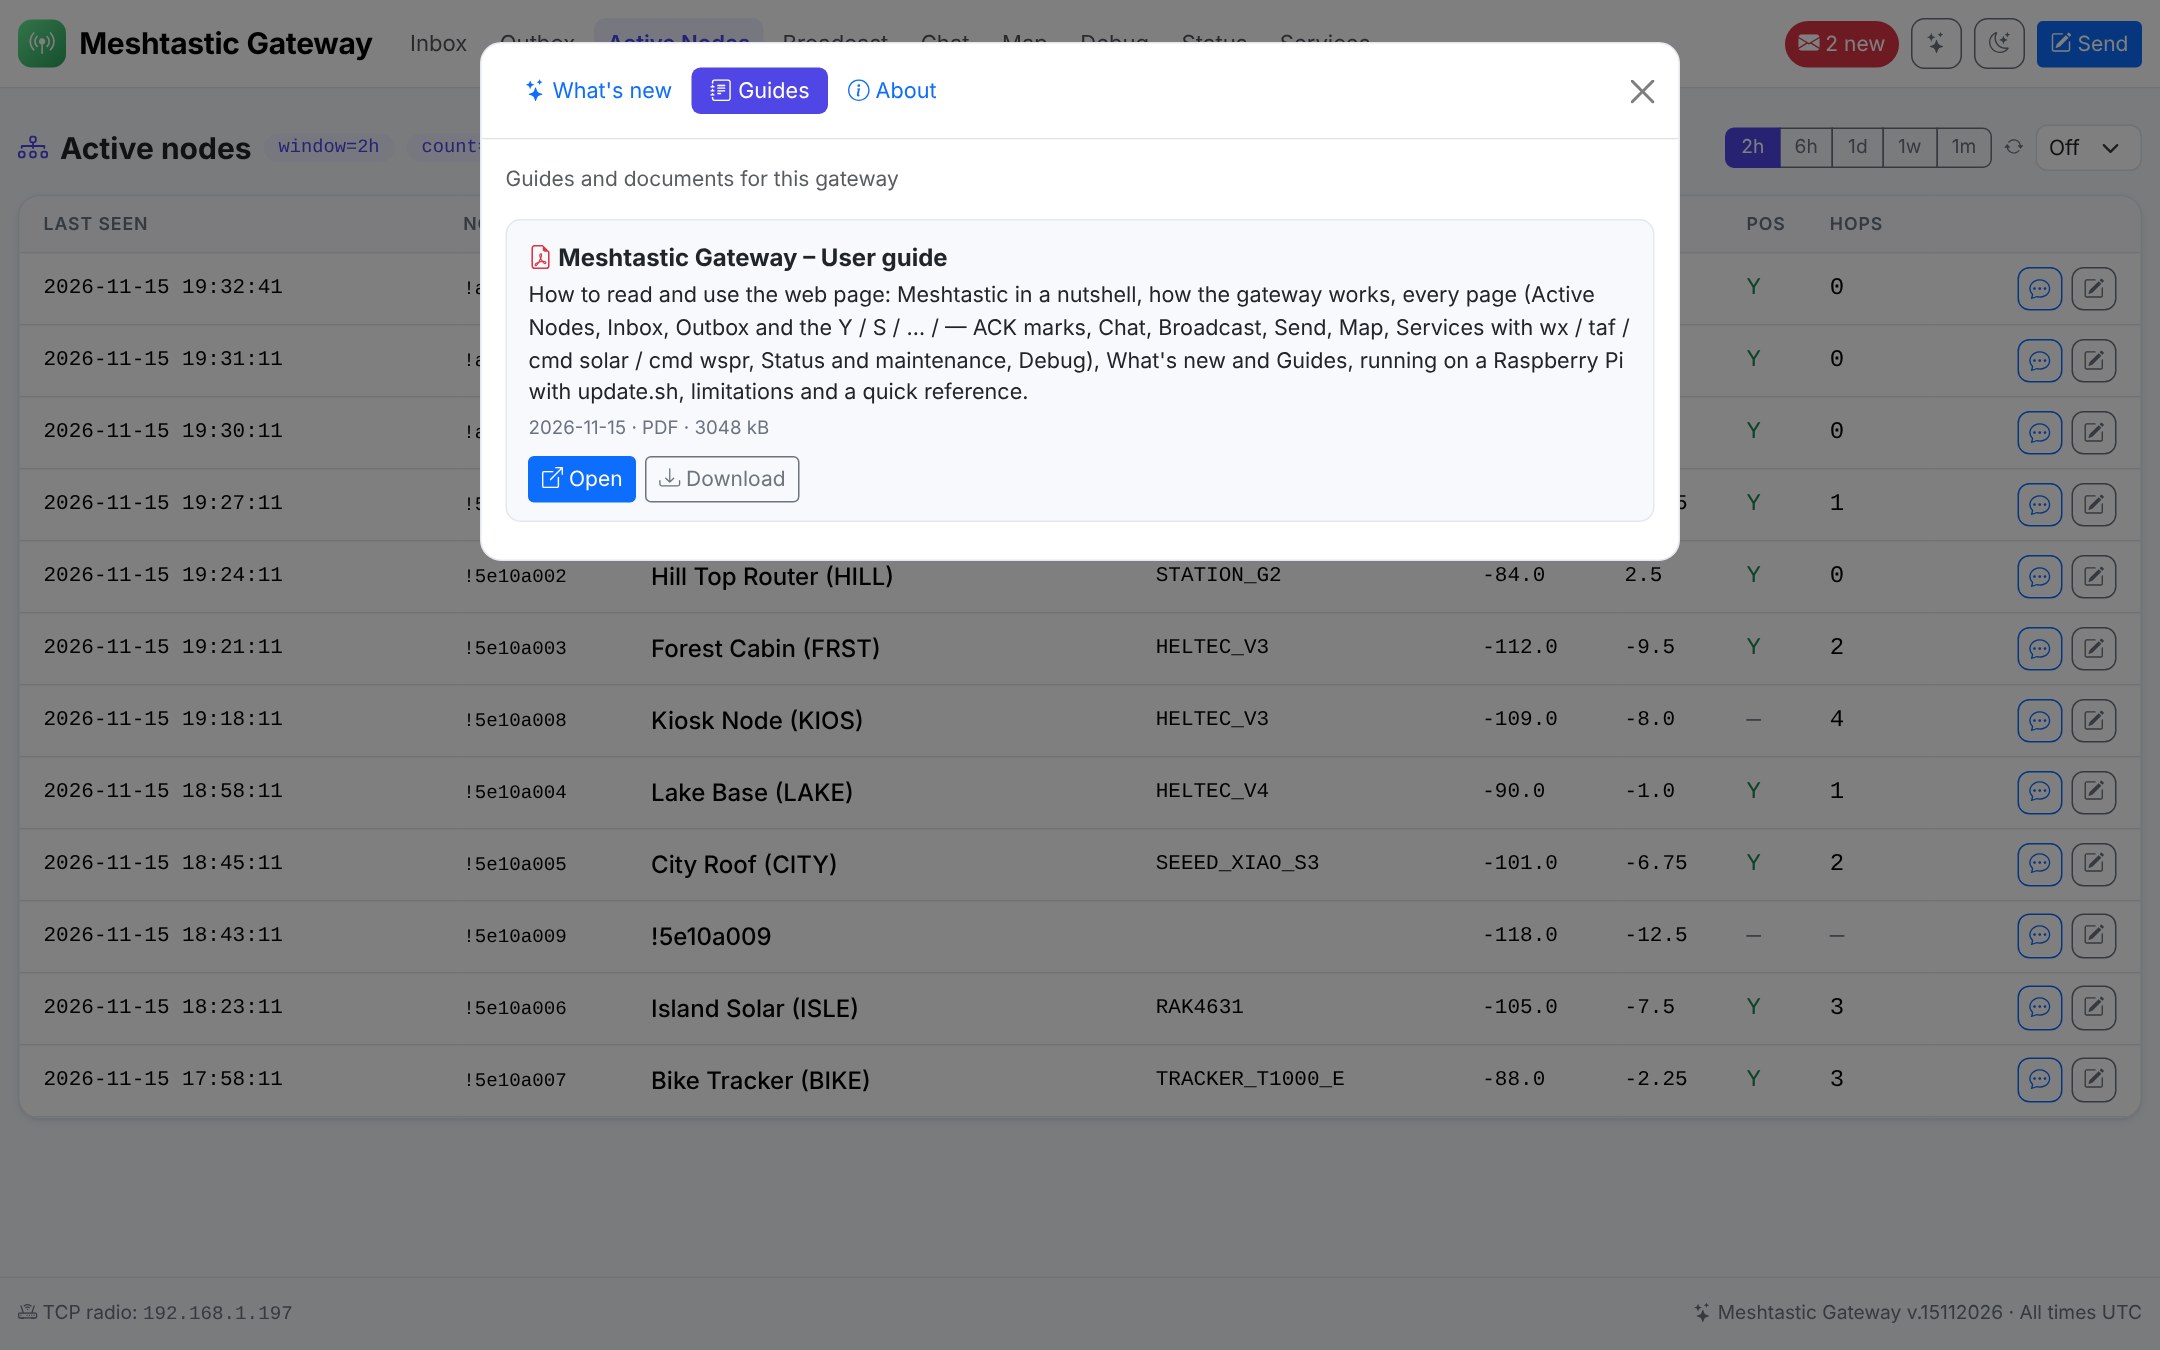 Meshtastic Gateway Inbox Outbox Active Nodes Broadcast Chat Map Debug Status Services 2 new Send
What's new Guides About
Active nodes window=2h 2h 6h 1d 1w 1m Off
Guides and documents for this gateway
LAST SEEN POS HOPS
Meshtastic Gateway – User guide
How to read and use the web page: Meshtastic in a nutshell, how the gateway works, every page (Active
Nodes, Inbox, Outbox and the Y / S / … / — ACK marks, Chat, Broadcast, Send, Map, Services with wx / taf /
cmd solar / cmd wspr, Status and maintenance, Debug), What's new and Guides, running on a Raspberry Pi
with update.sh, limitations and a quick reference.
2026-11-15 · PDF · 3048 kB
Open Download
2026-11-15 19:32:41 Y 0
2026-11-15 19:31:11 Y 0
2026-11-15 19:30:11 Y 0
2026-11-15 19:27:11 Y 1
2026-11-15 19:24:11 !5e10a002 Hill Top Router (HILL) STATION_G2 -84.0 2.5 Y 0
2026-11-15 19:21:11 !5e10a003 Forest Cabin (FRST) HELTEC_V3 -112.0 -9.5 Y 2
2026-11-15 19:18:11 !5e10a008 Kiosk Node (KIOS) HELTEC_V3 -109.0 -8.0 — 4
2026-11-15 18:58:11 !5e10a004 Lake Base (LAKE) HELTEC_V4 -90.0 -1.0 Y 1
2026-11-15 18:45:11 !5e10a005 City Roof (CITY) SEEED_XIAO_S3 -101.0 -6.75 Y 2
2026-11-15 18:43:11 !5e10a009 !5e10a009 -118.0 -12.5 — —
2026-11-15 18:23:11 !5e10a006 Island Solar (ISLE) RAK4631 -105.0 -7.5 Y 3
2026-11-15 17:58:11 !5e10a007 Bike Tracker (BIKE) TRACKER_T1000_E -88.0 -2.25 Y 3
TCP radio: 192.168.1.197 Meshtastic Gateway v.15112026 · All times UTC